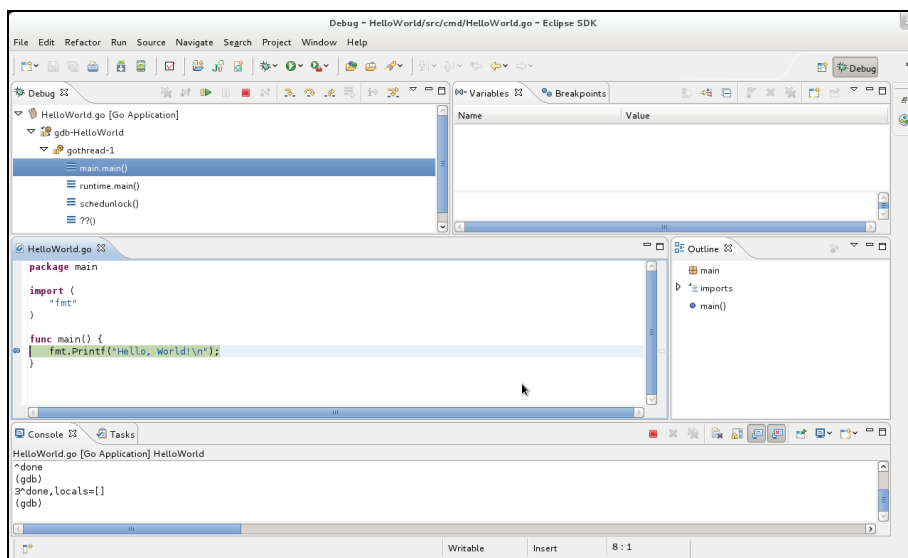 Debug - HelloWorld/src/cmd/HelloWorld.go - Eclipse SDK
File Edit Refactor Run Source Navigate Search Project Window Help
Debug
Debug
HelloWorld.go [Go Application]
gdb-HelloWorld
gothread-1
main.main()
runtime.main()
schedunlock()
??()
(x)= Variables
Breakpoints
Name Value
HelloWorld.go
package main
import (
"fmt"
)
func main() {
fmt.Printf("Hello, World!\n");
}
Outline
main
imports
main()
Console
Tasks
HelloWorld.go [Go Application] HelloWorld
^done
(gdb)
3^done,locals=[]
(gdb)
Writable Insert 8 : 1